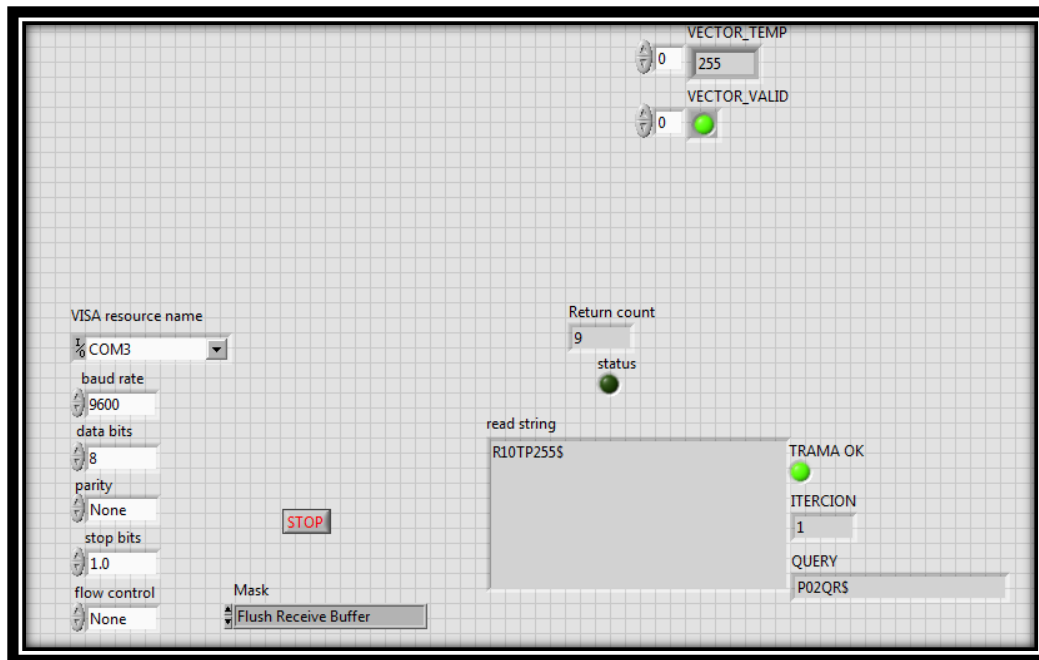 VECTOR_TEMP
0
255
VECTOR_VALID
0
VISA resource name
I/O COM3
baud rate
9600
data bits
8
parity
None
stop bits
1.0
flow control
None
STOP
Mask
Flush Receive Buffer
Return count
9
status
read string
R10TP255$
TRAMA OK
ITERCION
1
QUERY
P02QR$